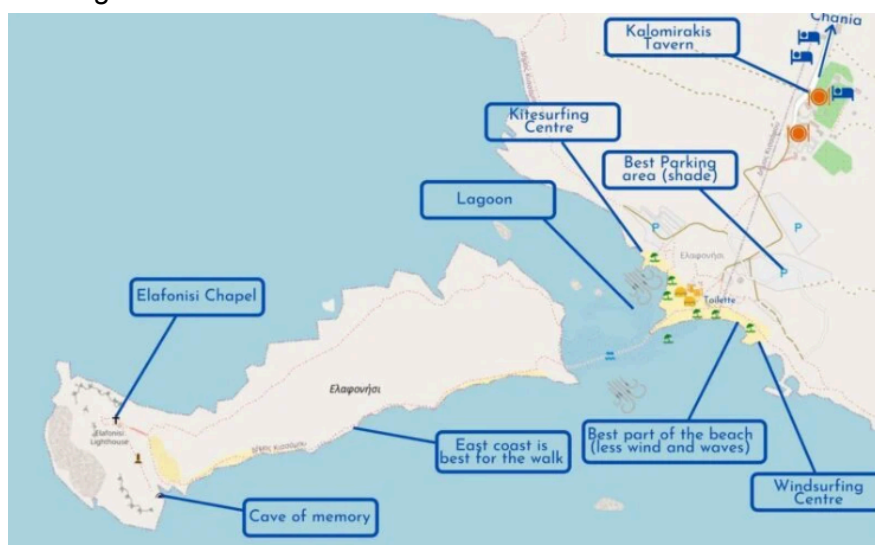 Chania
Kalomirakis
Tavern
Kitesurfing
Centre
Best Parking
area (shade)
Lagoon
P
P
P
Ελαφονήσι
Toilette
Elafonisi Chapel
Ελαφονήσι
Elafonisi
Lighthouse
East coast is
best for the walk
Best part of the beach
(less wind and waves)
Windsurfing
Centre
Cave of memory